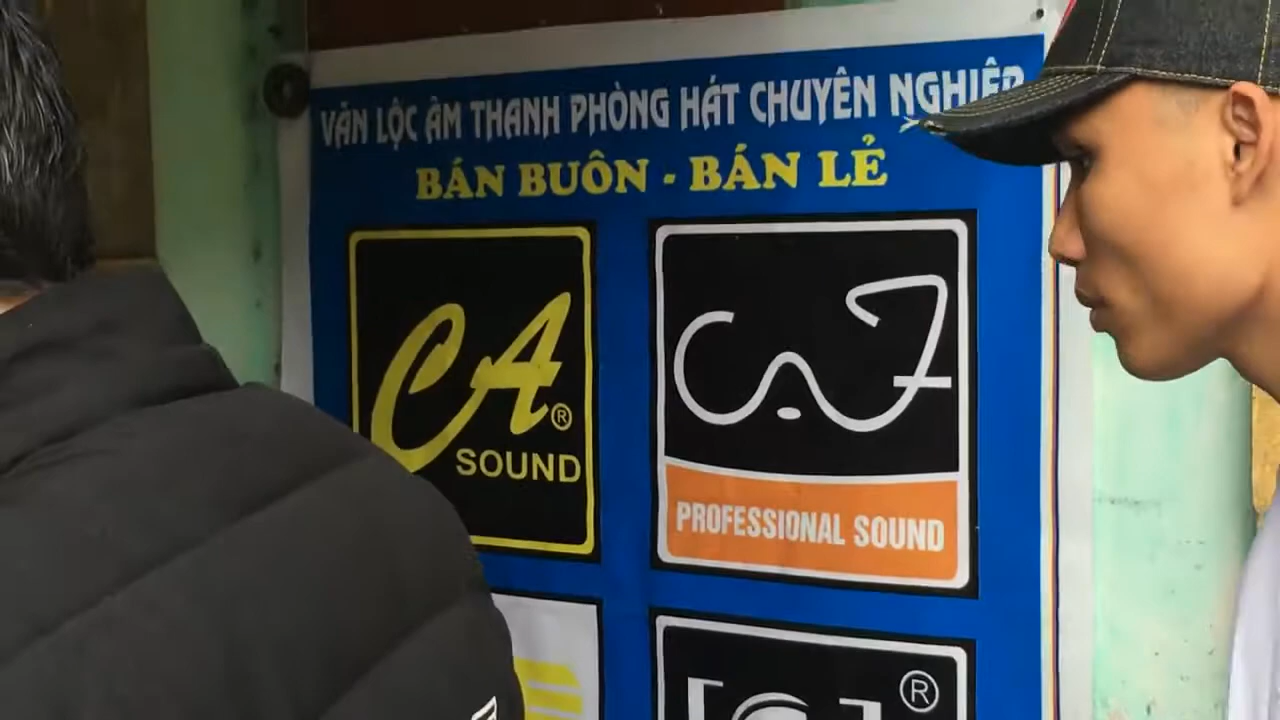 VĂN LỘC ÂM THANH PHÒNG HÁT CHUYÊN NGHIỆP
BÁN BUÔN - BÁN LẺ
CA®
SOUND
PROFESSIONAL SOUND
®